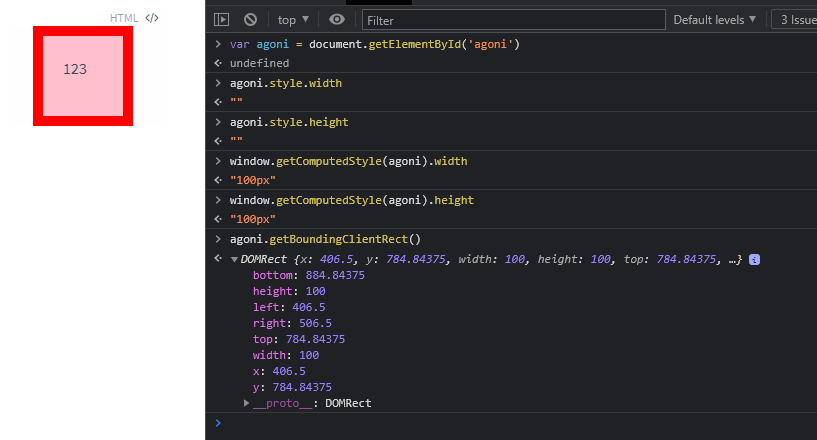 HTML </>
123
top ▼ Filter Default levels ▼ 3 Issue
> var agoni = document.getElementById('agoni')
undefined
> agoni.style.width
""
> agoni.style.height
""
> window.getComputedStyle(agoni).width
"100px"
> window.getComputedStyle(agoni).height
"100px"
> agoni.getBoundingClientRect()
▼DOMRect {x: 406.5, y: 784.84375, width: 100, height: 100, top: 784.84375, …} i
bottom: 884.84375
height: 100
left: 406.5
right: 506.5
top: 784.84375
width: 100
x: 406.5
y: 784.84375
▶ __proto__: DOMRect
>